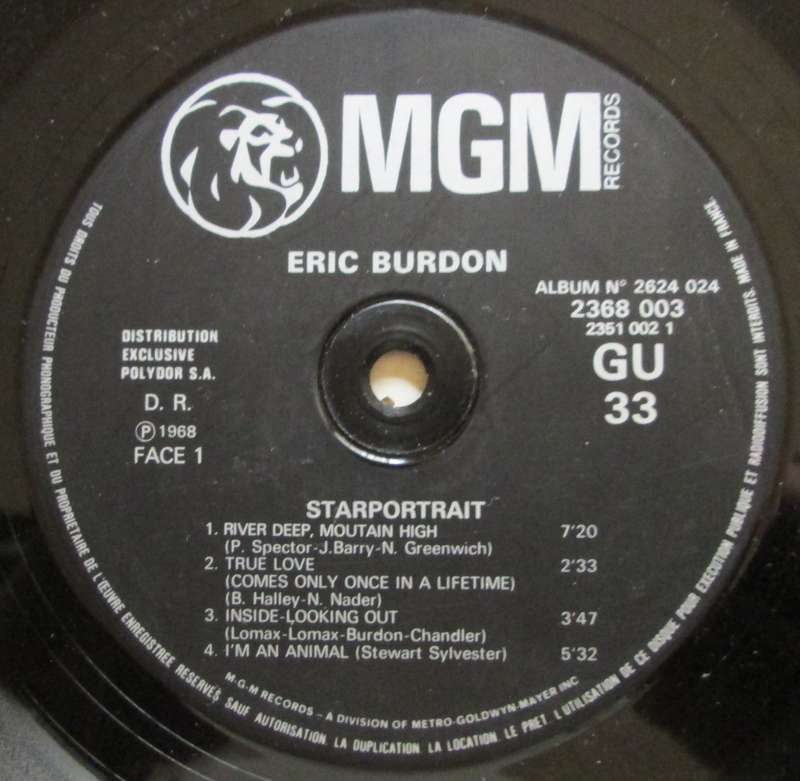 MGM
RECORDS
ERIC BURDON
ALBUM N° 2624 024
2368 003
2351 002 1
GU
33
DISTRIBUTION
EXCLUSIVE
POLYDOR S.A.
D. R.
Ⓟ 1968
FACE 1
STARPORTRAIT
1. RIVER DEEP, MOUTAIN HIGH 7'20
(P. Spector-J.Barry-N. Greenwich)
2. TRUE LOVE 2'33
(COMES ONLY ONCE IN A LIFETIME)
(B. Halley-N. Nader)
3. INSIDE-LOOKING OUT 3'47
(Lomax-Lomax-Burdon-Chandler)
4. I'M AN ANIMAL (Stewart Sylvester) 5'32
M-G-M RECORDS - A DIVISION OF METRO-GOLDWYN-MAYER INC
TOUS DROITS DU PRODUCTEUR PHONOGRAPHIQUE ET DU PROPRIETAIRE DE L'ŒUVRE ENREGISTREE RESERVES SAUF AUTORISATION, LA DUPLICATION, LA LOCATION, LE PRET, L'UTILISATION DE CE DISQUE POUR EXECUTION PUBLIQUE ET RADIODIFFUSION SONT INTERDITS. MADE IN FRANCE.